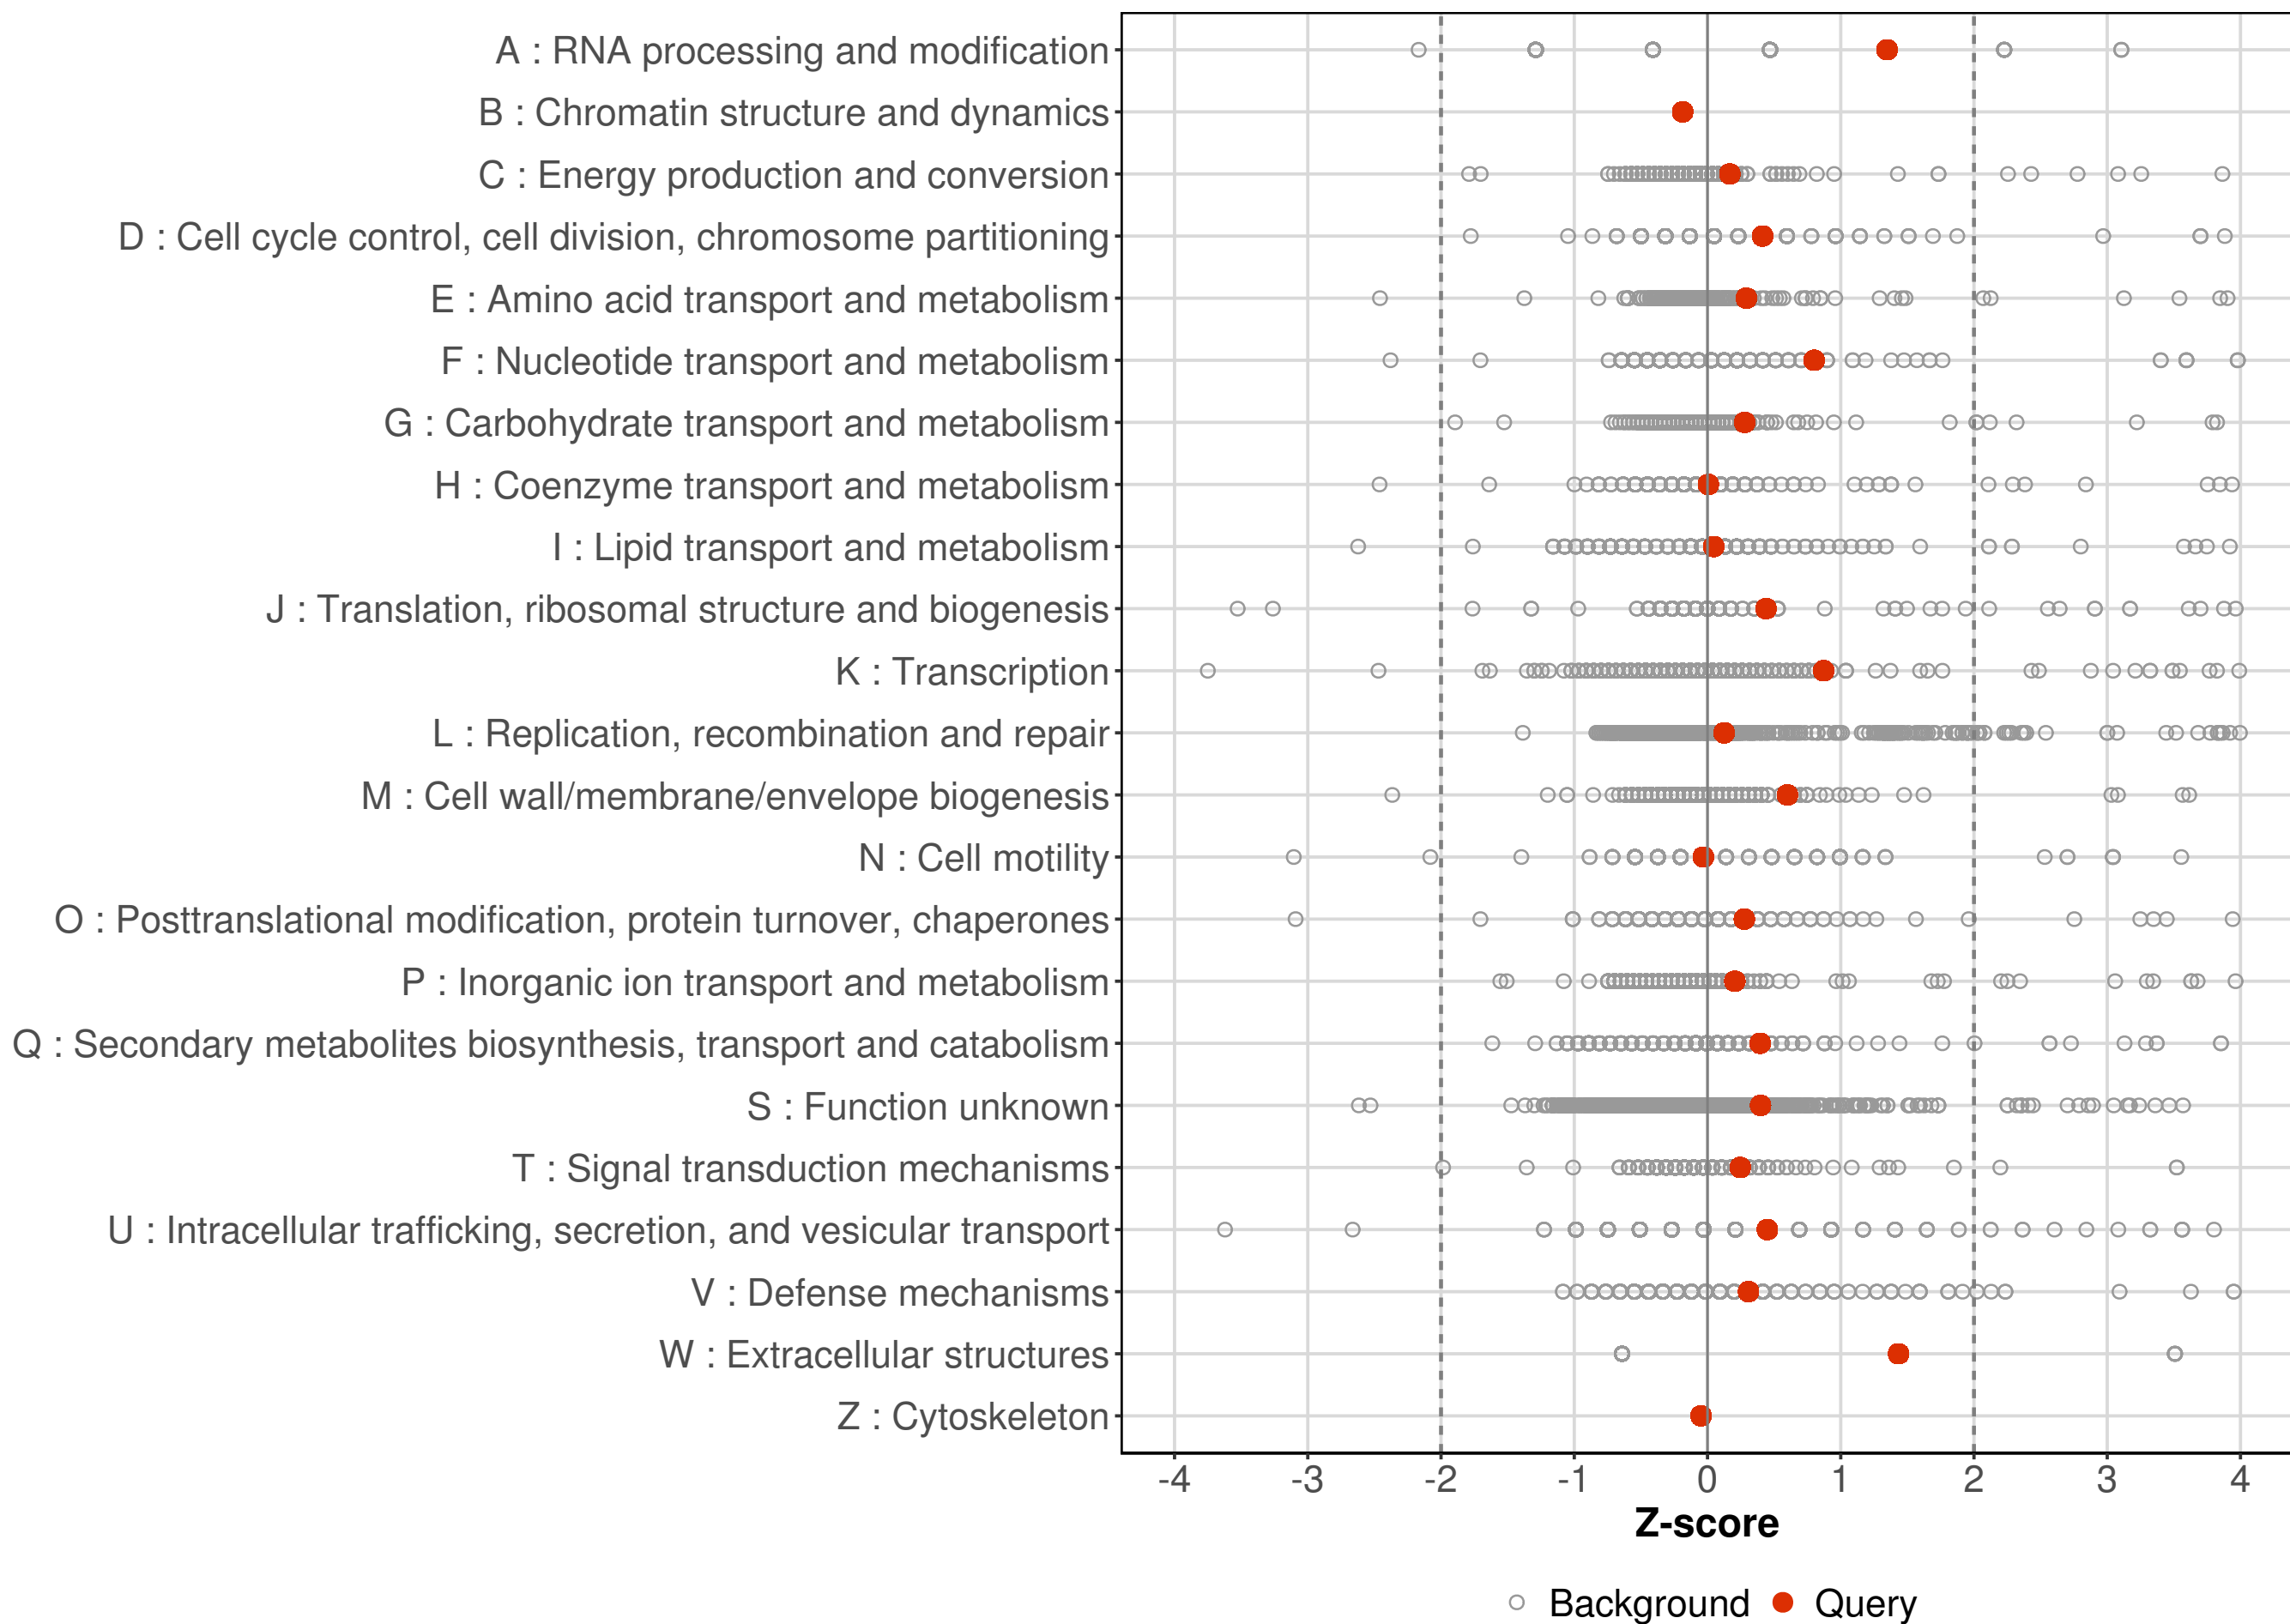 A : RNA processing and modification
B : Chromatin structure and dynamics
C : Energy production and conversion
D : Cell cycle control, cell division, chromosome partitioning
E : Amino acid transport and metabolism
F : Nucleotide transport and metabolism
G : Carbohydrate transport and metabolism
H : Coenzyme transport and metabolism
I : Lipid transport and metabolism
J : Translation, ribosomal structure and biogenesis
K : Transcription
L : Replication, recombination and repair
M : Cell wall/membrane/envelope biogenesis
N : Cell motility
O : Posttranslational modification, protein turnover, chaperones
P : Inorganic ion transport and metabolism
Q : Secondary metabolites biosynthesis, transport and catabolism
S : Function unknown
T : Signal transduction mechanisms
U : Intracellular trafficking, secretion, and vesicular transport
V : Defense mechanisms
W : Extracellular structures
Z : Cytoskeleton
-4 -3 -2 -1 0 1 2 3 4
Z-score
Background Query